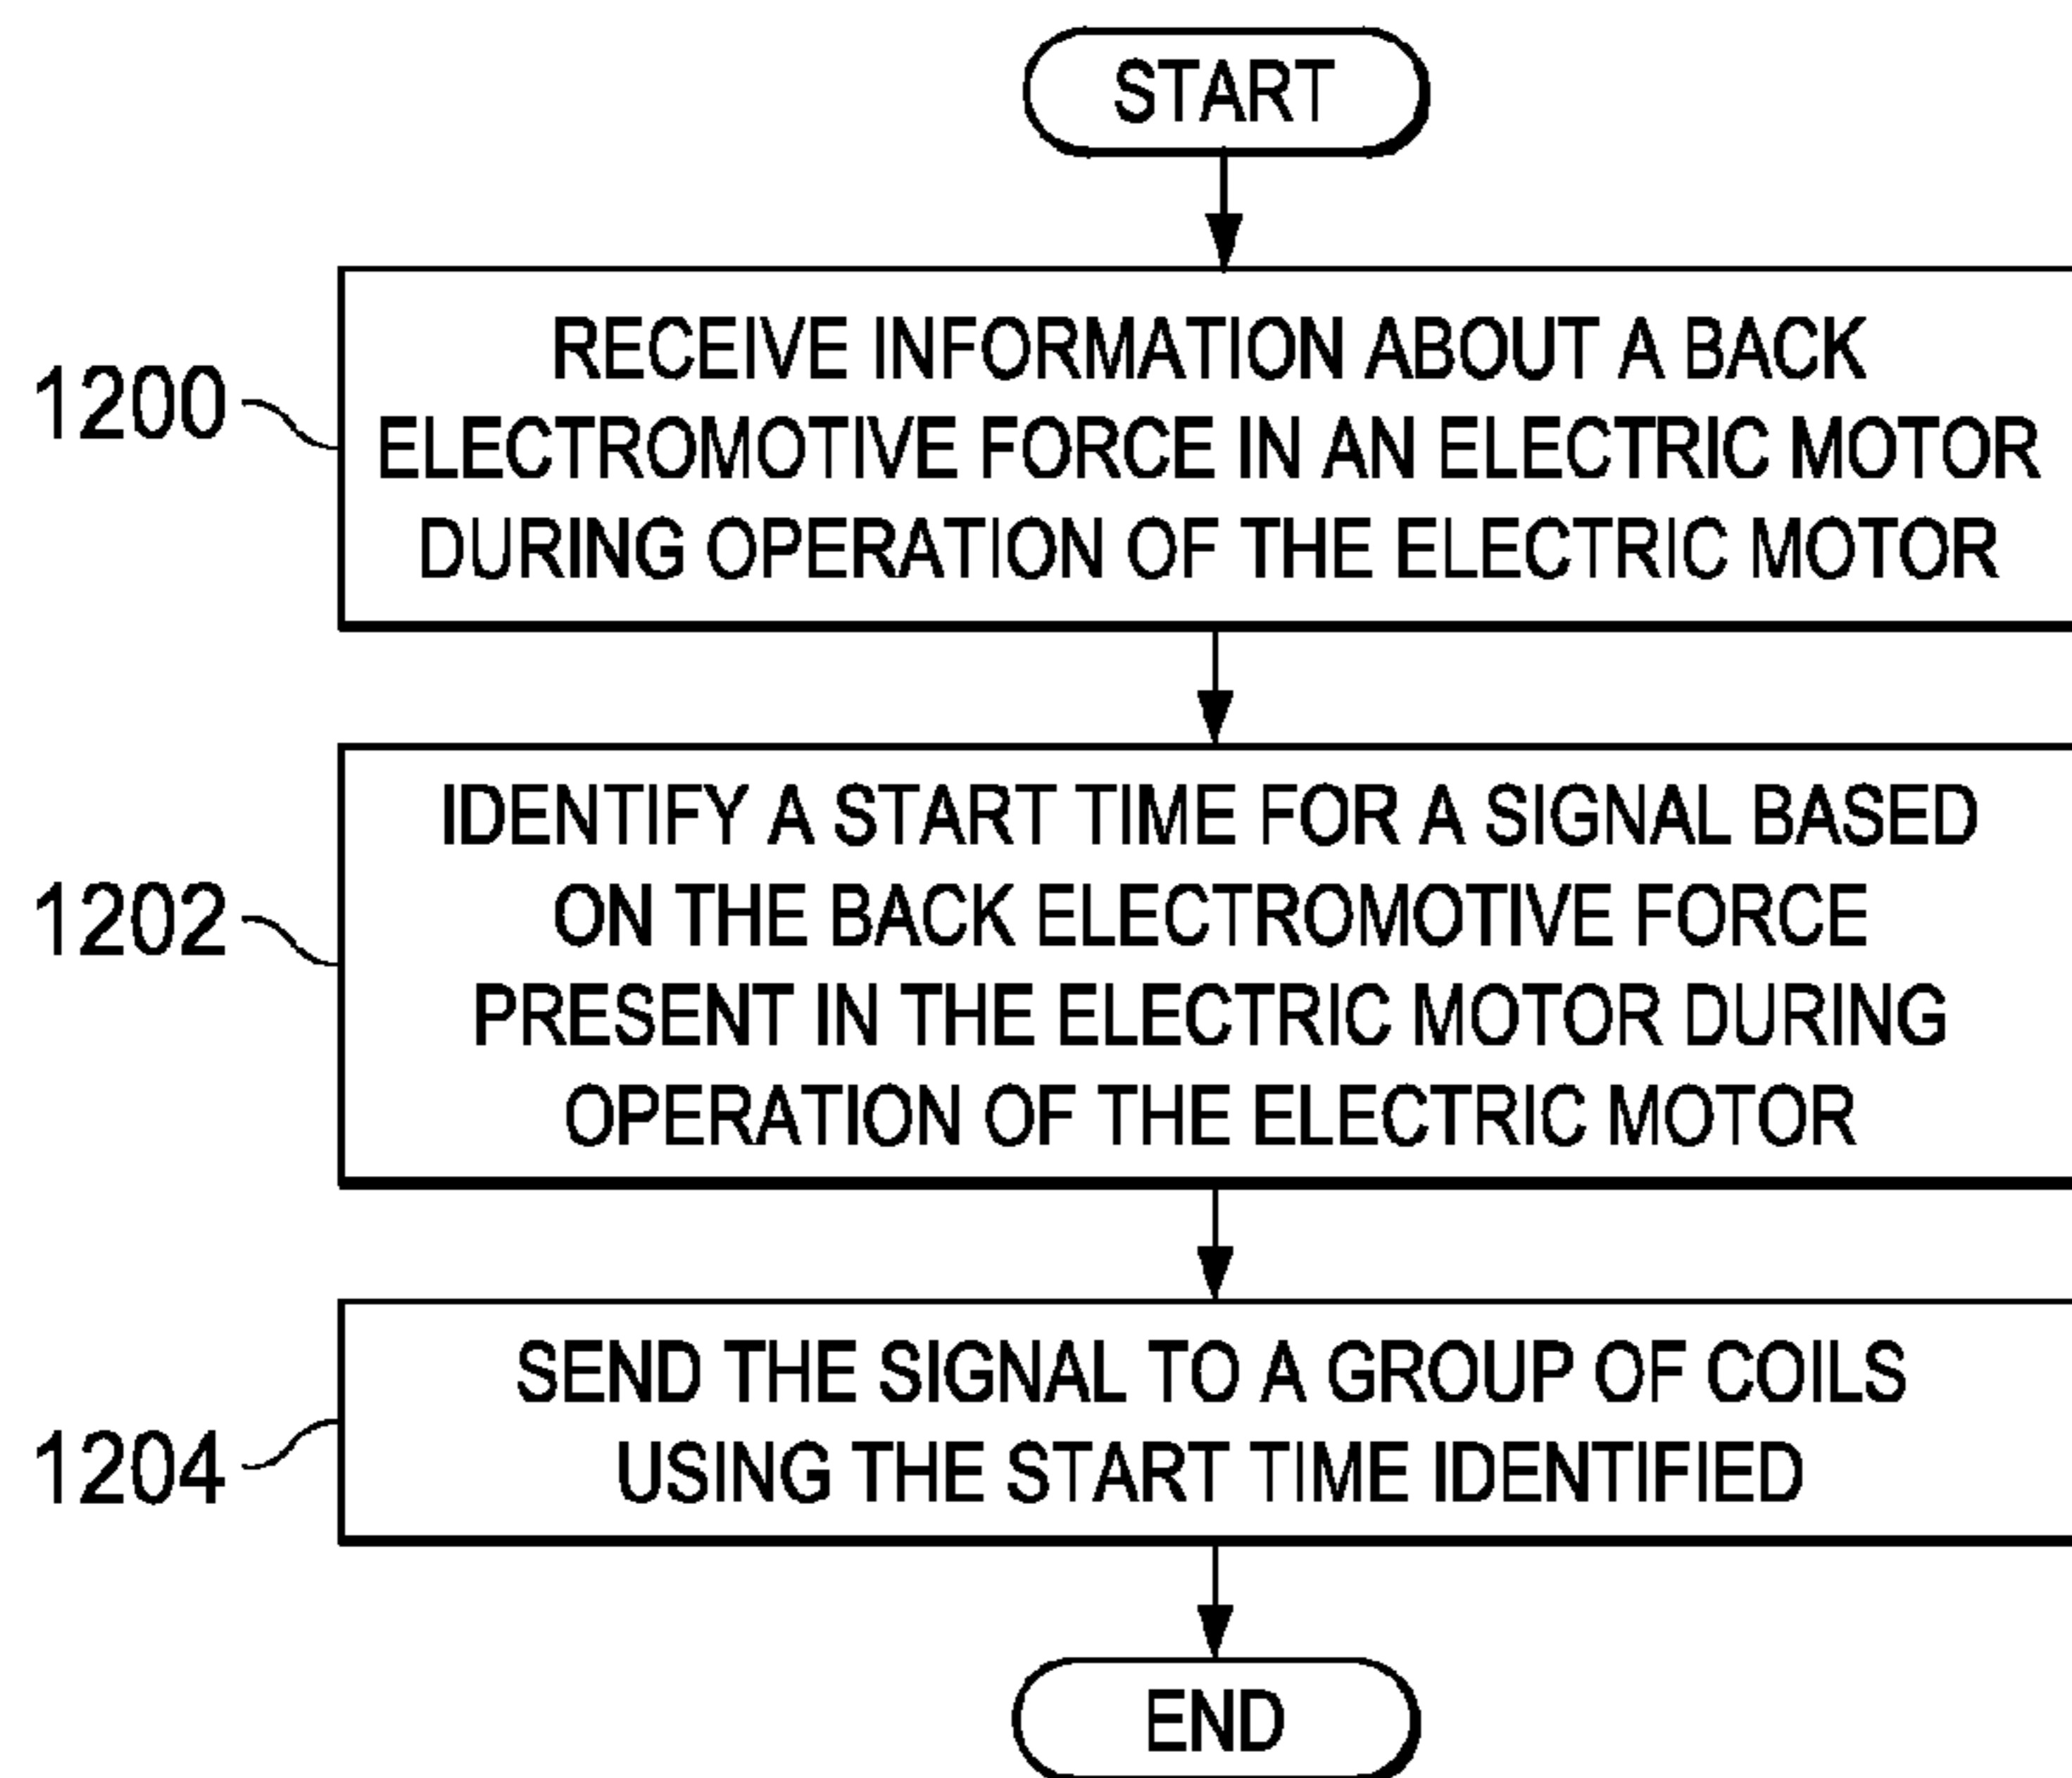 START
1200
RECEIVE INFORMATION ABOUT A BACK
ELECTROMOTIVE FORCE IN AN ELECTRIC MOTOR
DURING OPERATION OF THE ELECTRIC MOTOR
1202
IDENTIFY A START TIME FOR A SIGNAL BASED
ON THE BACK ELECTROMOTIVE FORCE
PRESENT IN THE ELECTRIC MOTOR DURING
OPERATION OF THE ELECTRIC MOTOR
1204
SEND THE SIGNAL TO A GROUP OF COILS
USING THE START TIME IDENTIFIED
END